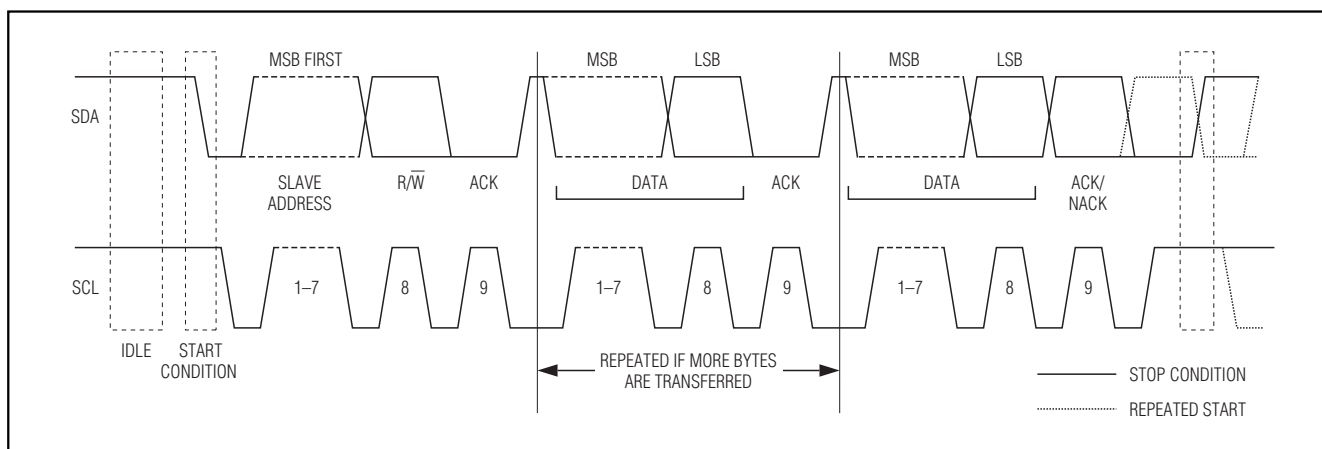 MSB FIRST
MSB
LSB
MSB
LSB
SDA
SLAVE
ADDRESS
R/W̅
ACK
DATA
ACK
DATA
ACK/
NACK
SCL
1–7
8
9
1–7
8
9
1–7
8
9
IDLE
START
CONDITION
REPEATED IF MORE BYTES
ARE TRANSFERRED
STOP CONDITION
REPEATED START